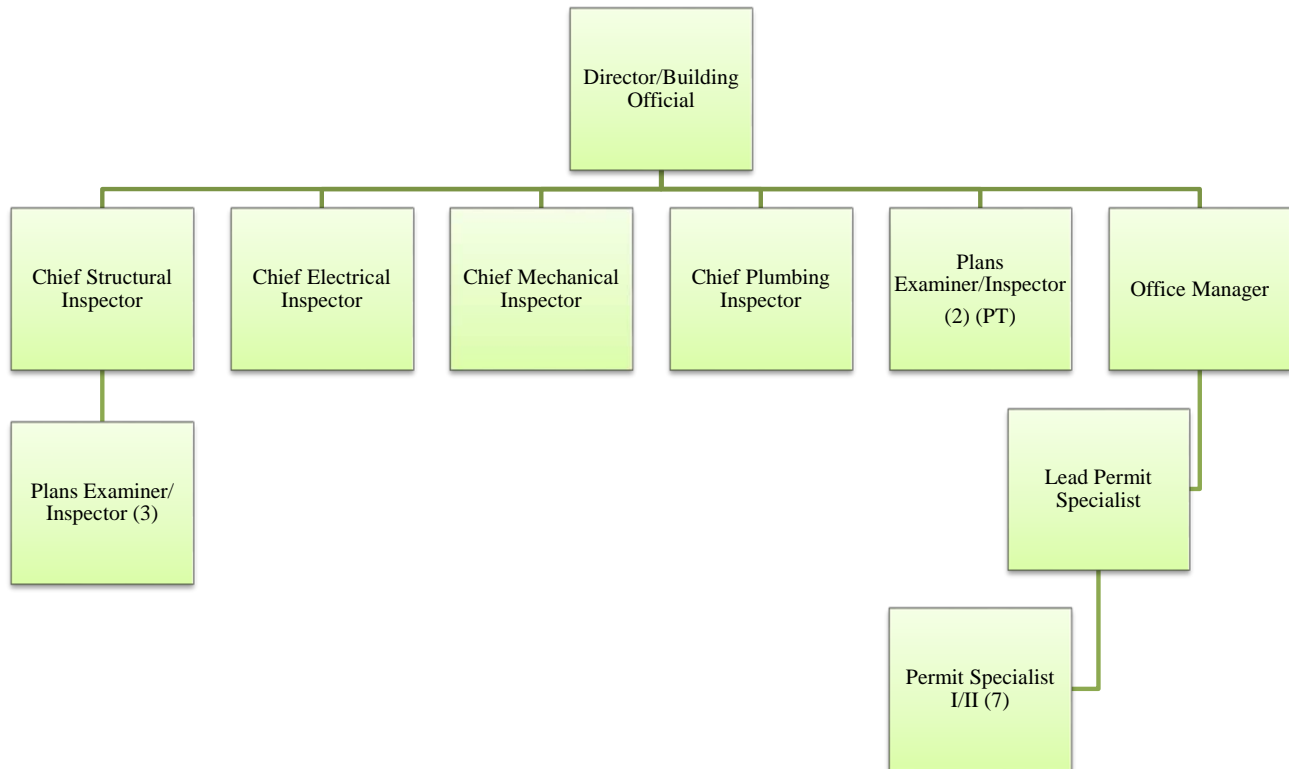 Director/Building
Official
Chief Structural
Inspector
Chief Electrical
Inspector
Chief Mechanical
Inspector
Chief Plumbing
Inspector
Plans
Examiner/Inspector
(2) (PT)
Office Manager
Plans Examiner/
Inspector (3)
Lead Permit
Specialist
Permit Specialist
I/II (7)